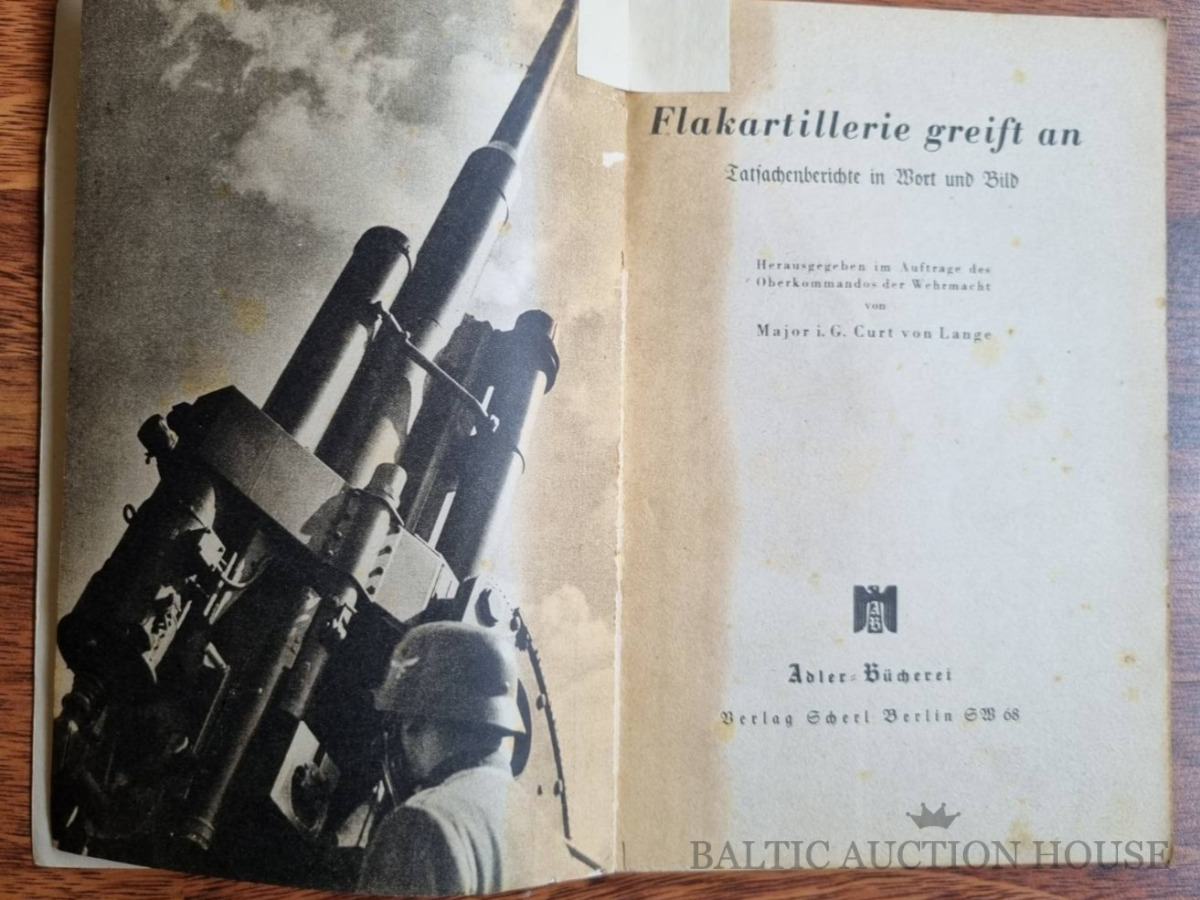 Flakartillerie greift an
Tatsachenberichte in Wort und Bild
Herausgegeben im Auftrage des
Oberkommandos der Wehrmacht
von
Major i. G. Curt von Lange
A
B
Adler-Bücherei
Verlag Scherl Berlin SW 68
BALTIC AUCTION HOUSE